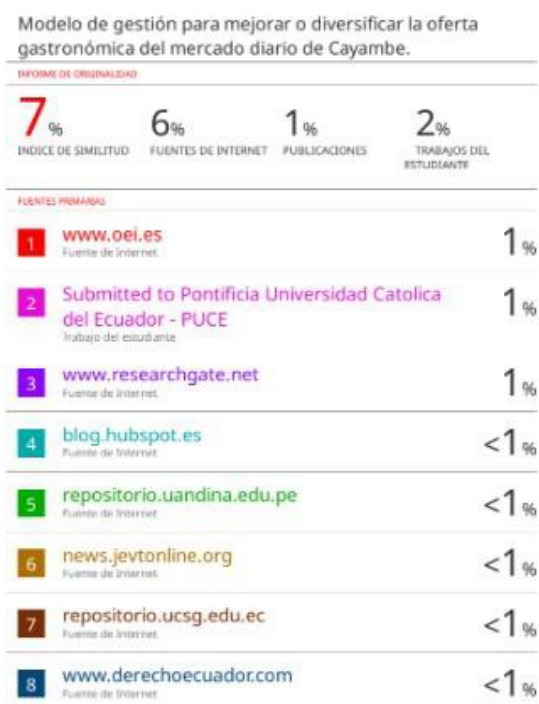 Modelo de gestión para mejorar o diversificar la oferta
gastronómica del mercado diario de Cayambe.
INFORME DE ORIGINALIDAD
7% 6% 1% 2%
INDICE DE SIMILITUD FUENTES DE INTERNET PUBLICACIONES TRABAJOS DEL
ESTUDIANTE
FUENTES PRIMARIAS
1 www.oei.es 1%
Fuente de Internet
2 Submitted to Pontificia Universidad Catolica 1%
del Ecuador - PUCE
Trabajo del estudiante
3 www.researchgate.net 1%
Fuente de Internet
4 blog.hubspot.es <1%
Fuente de Internet
5 repositorio.uandina.edu.pe <1%
Fuente de Internet
6 news.jevtonline.org <1%
Fuente de Internet
7 repositorio.ucsg.edu.ec <1%
Fuente de Internet
8 www.derechoecuador.com <1%
Fuente de Internet